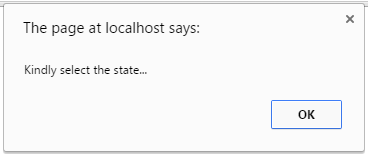 The page at localhost says:
Kindly select the state...
OK